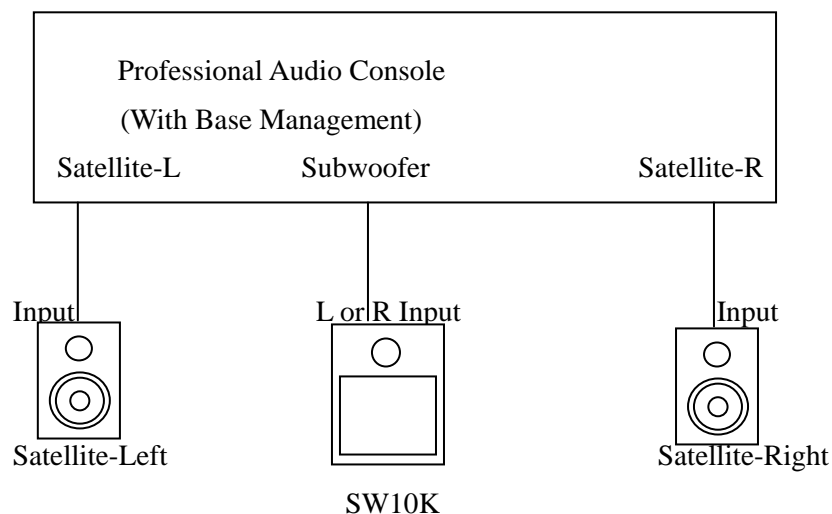 Professional Audio Console
(With Base Management)
Satellite-L Subwoofer Satellite-R
Input L or R Input Input
Satellite-Left Satellite-Right
SW10K